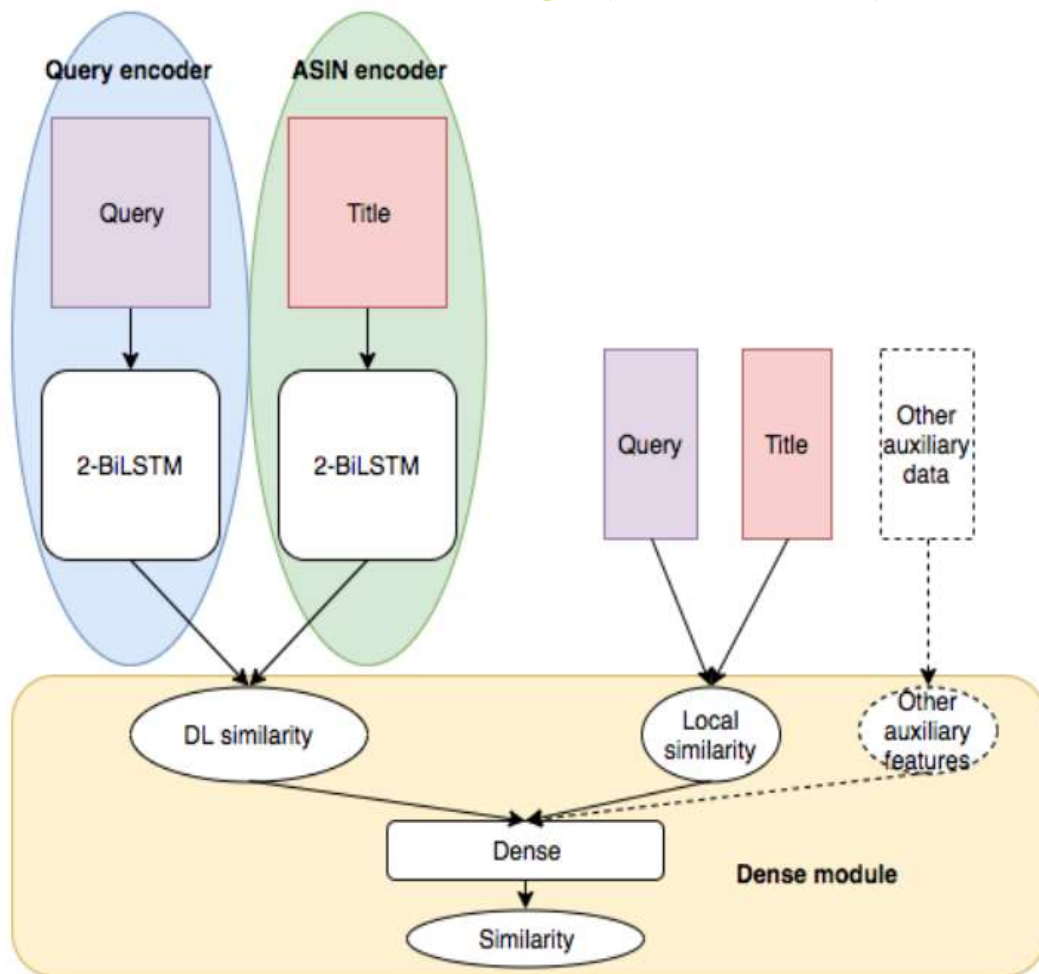 Query encoder
ASIN encoder
Query
Title
2-BiLSTM
2-BiLSTM
Query
Title
Other
auxiliary
data
DL similarity
Local
similarity
Other
auxiliary
features
Dense
Dense module
Similarity